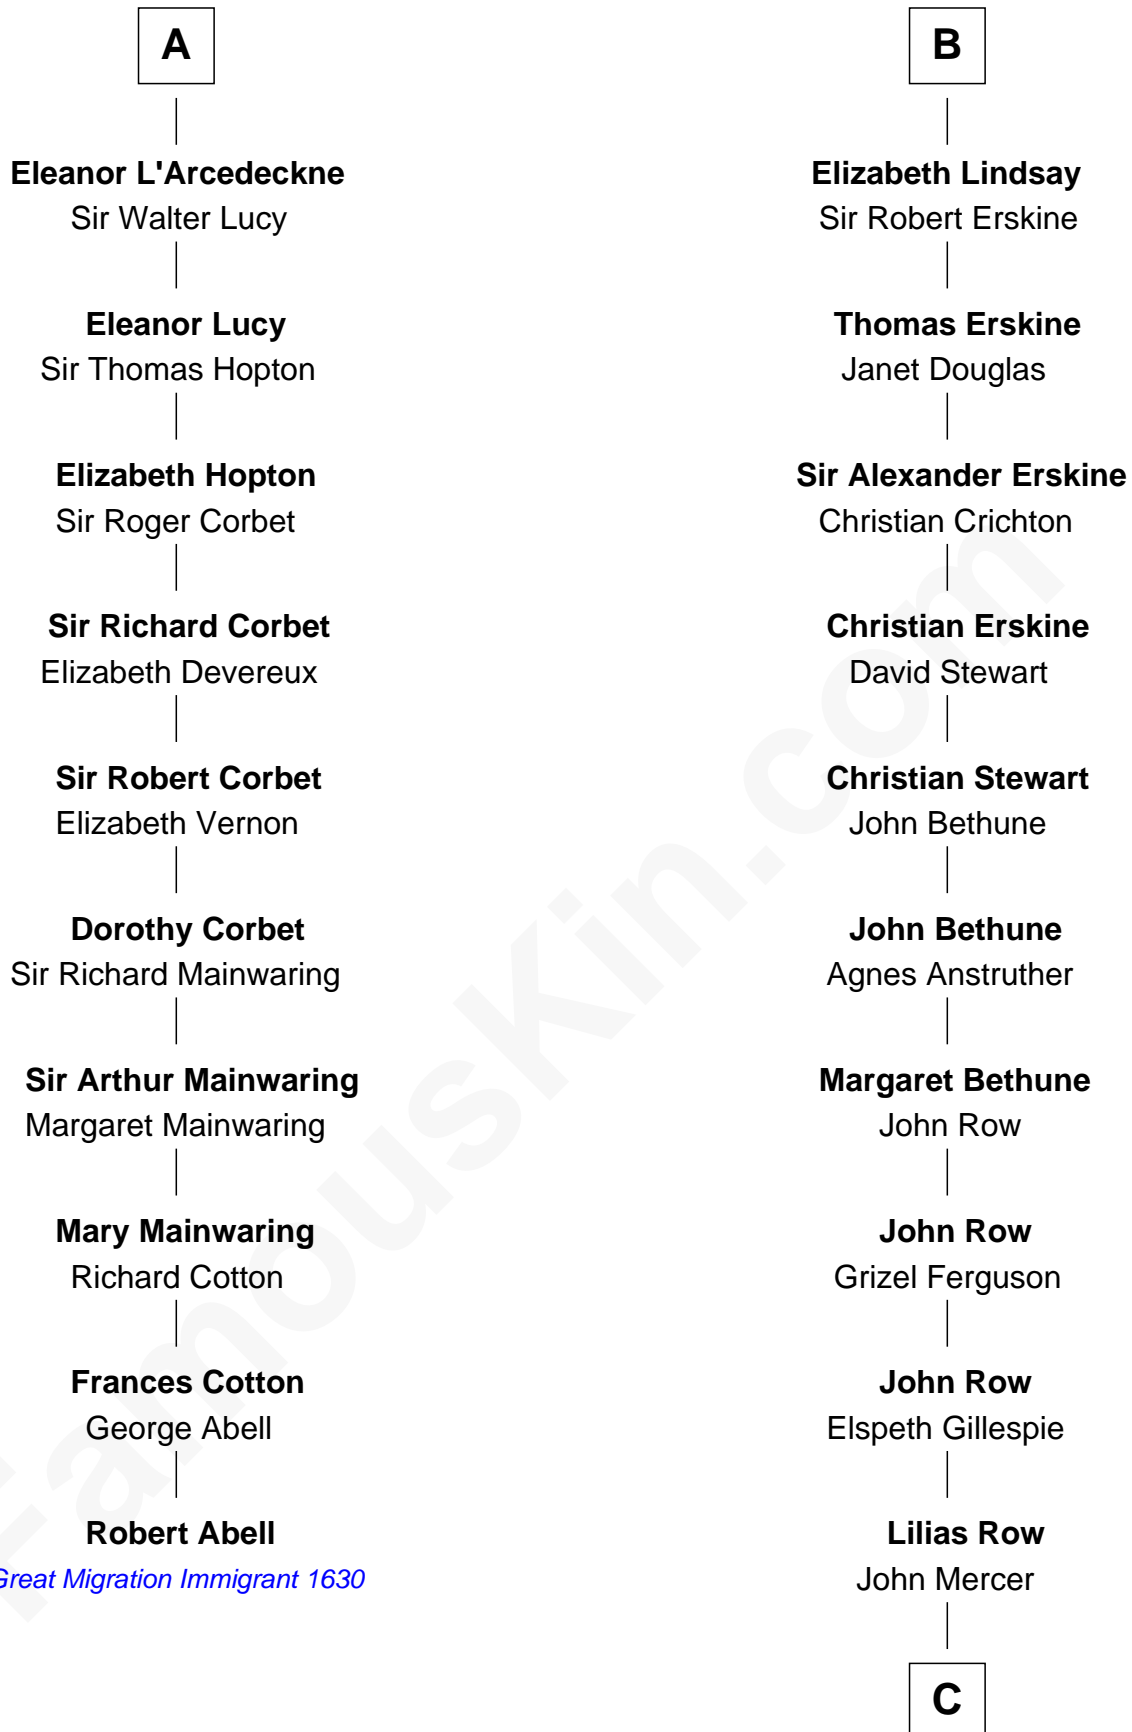 A
Eleanor L'Arcedeckne
Sir Walter Lucy
Eleanor Lucy
Sir Thomas Hopton
Elizabeth Hopton
Sir Roger Corbet
Sir Richard Corbet
Elizabeth Devereux
Sir Robert Corbet
Elizabeth Vernon
Dorothy Corbet
Sir Richard Mainwaring
Sir Arthur Mainwaring
Margaret Mainwaring
Mary Mainwaring
Richard Cotton
Frances Cotton
George Abell
Robert Abell
Great Migration Immigrant 1630
B
Elizabeth Lindsay
Sir Robert Erskine
Thomas Erskine
Janet Douglas
Sir Alexander Erskine
Christian Crichton
Christian Erskine
David Stewart
Christian Stewart
John Bethune
John Bethune
Agnes Anstruther
Margaret Bethune
John Row
John Row
Grizel Ferguson
John Row
Elspeth Gillespie
Lilias Row
John Mercer
C
FamousKin.com